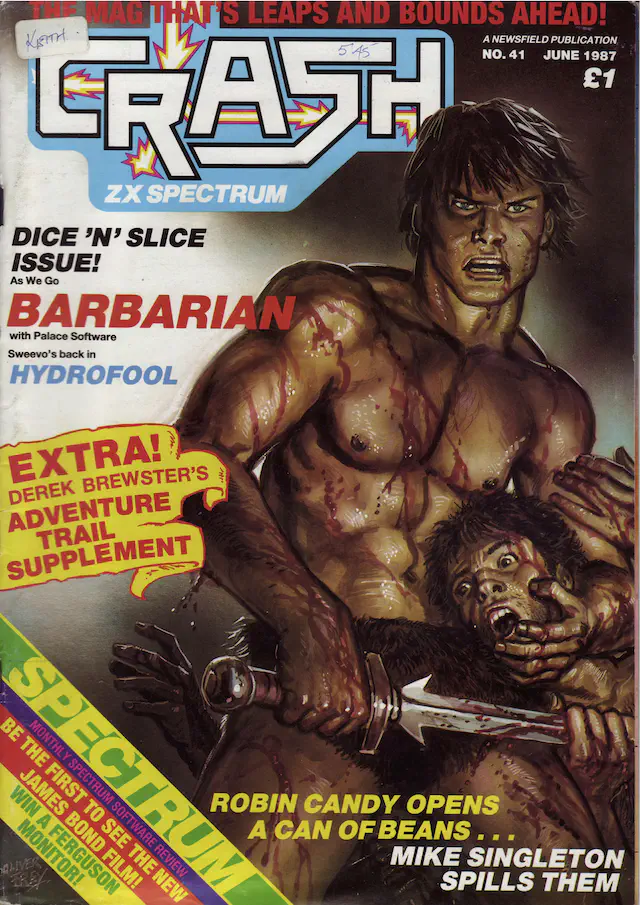 THE MAG THAT'S LEAPS AND BOUNDS AHEAD!
KEITH
5'45
A NEWSFIELD PUBLICATION
NO. 41 JUNE 1987
£1
CRASH
ZX SPECTRUM
DICE 'N' SLICE
ISSUE!
As We Go
BARBARIAN
with Palace Software
Sweevo's back in
HYDROFOOL
EXTRA!
DEREK BREWSTER'S
ADVENTURE
TRAIL
SUPPLEMENT
SPECTRUM
MONTHLY SPECTRUM SOFTWARE REVIEW
BE THE FIRST TO SEE THE NEW
JAMES BOND FILM!
WIN A FERGUSON
MONITOR!
OLIVER
FREY
ROBIN CANDY OPENS
A CAN OF BEANS . . .
MIKE SINGLETON
SPILLS THEM